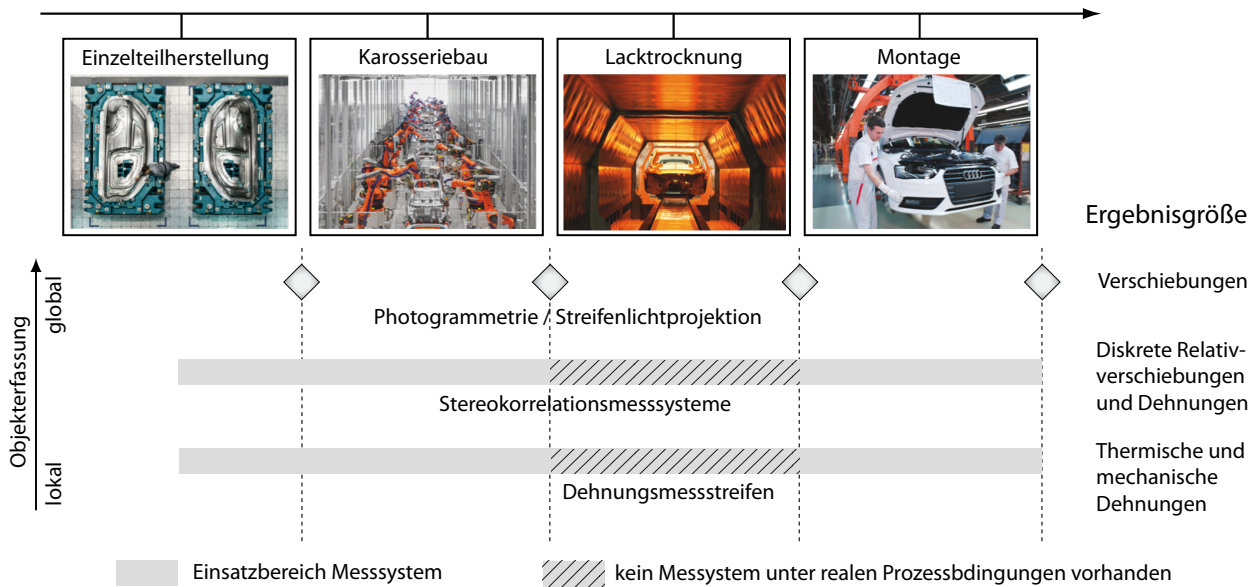 Einzelteilherstellung
Karosseriebau
Lacktrocknung
Montage
Ergebnisgröße
Objekterfassung
global
lokal
Verschiebungen
Photogrammetrie / Streifenlichtprojektion
Diskrete Relativ-
verschiebungen
und Dehnungen
Stereokorrelationsmesssysteme
Thermische und
mechanische
Dehnungen
Dehnungsmessstreifen
Einsatzbereich Messsystem
kein Messystem unter realen Prozessbdingungen vorhanden